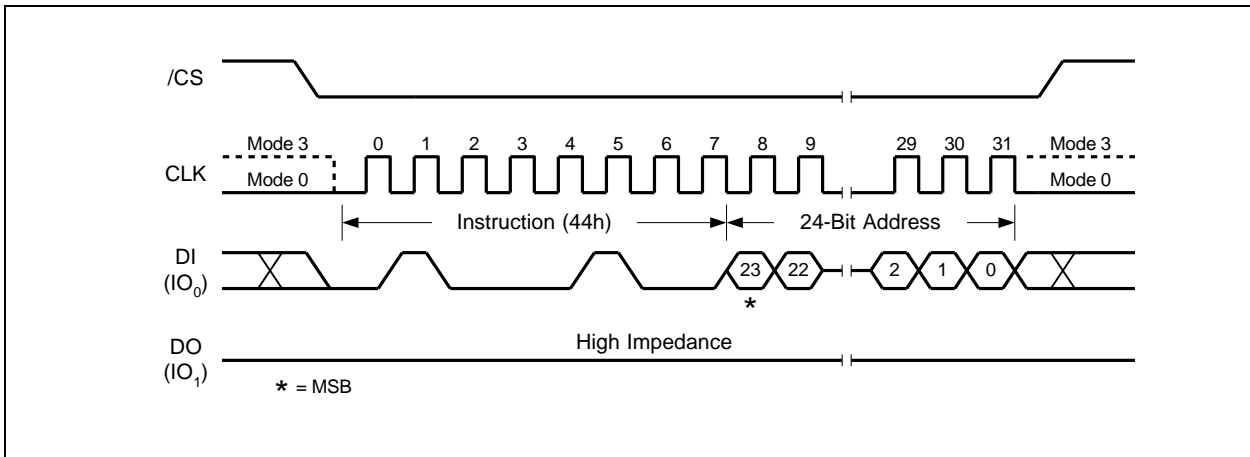 /CS
Mode 3 0 1 2 3 4 5 6 7 8 9 29 30 31 Mode 3
CLK
Mode 0 Mode 0
Instruction (44h) 24-Bit Address
DI
(IO0) 23 22 2 1 0
*
High Impedance
DO
(IO1)
* = MSB